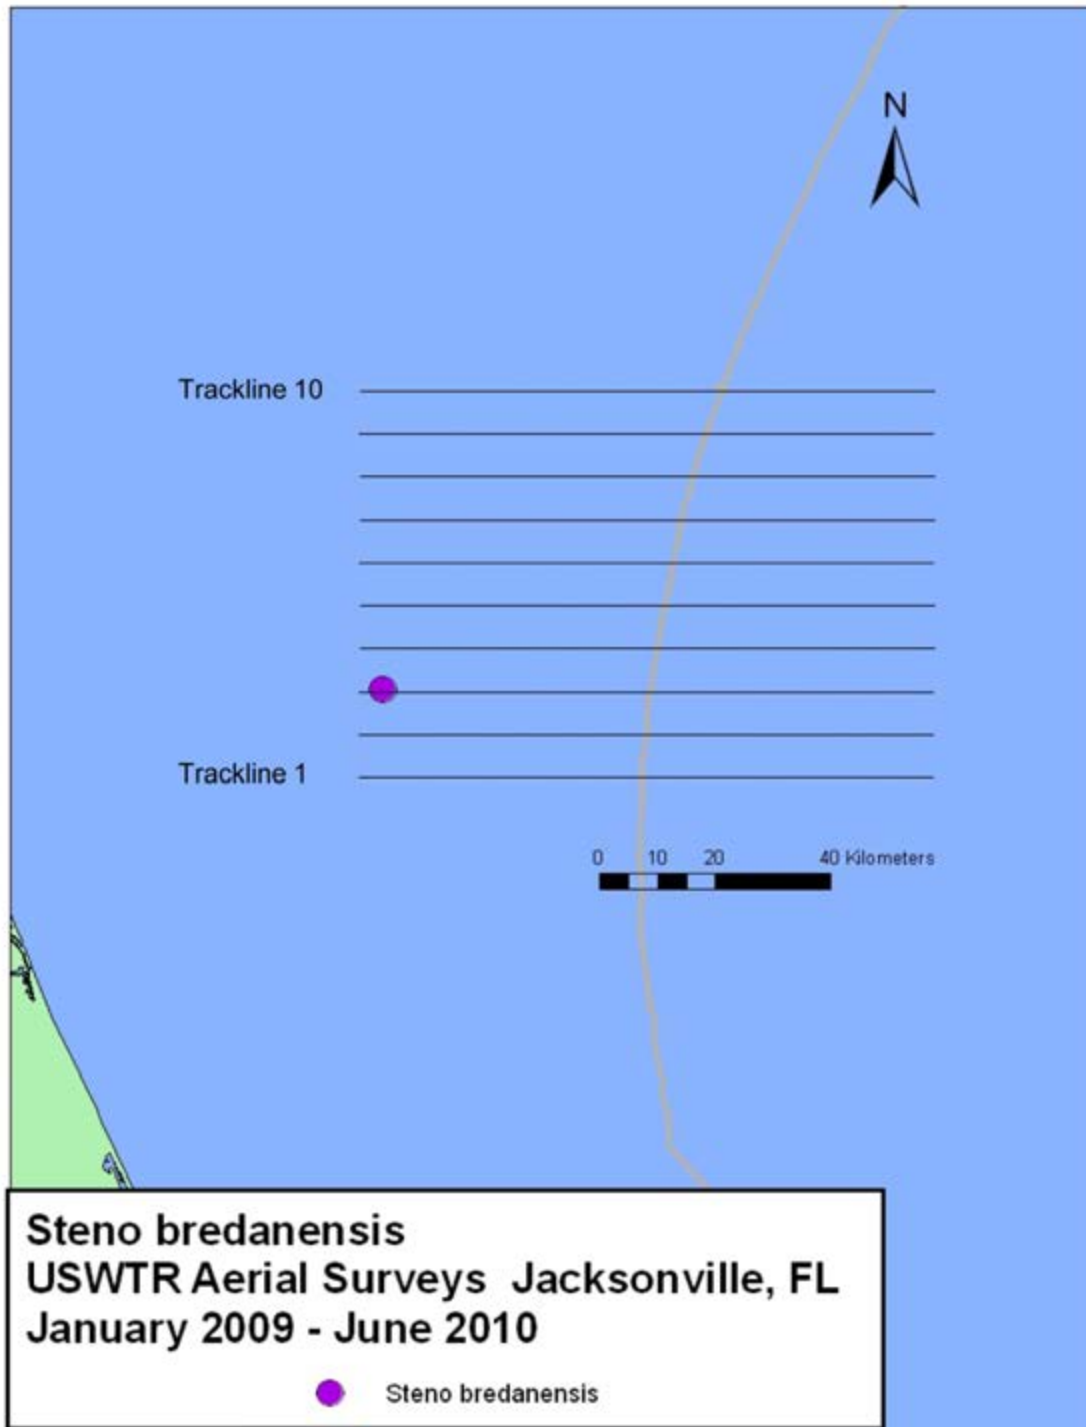 N
Trackline 10
Trackline 1
0 10 20 40 Kilometers
Steno bredanensis
USWTR Aerial Surveys Jacksonville, FL
January 2009 - June 2010
Steno bredanensis